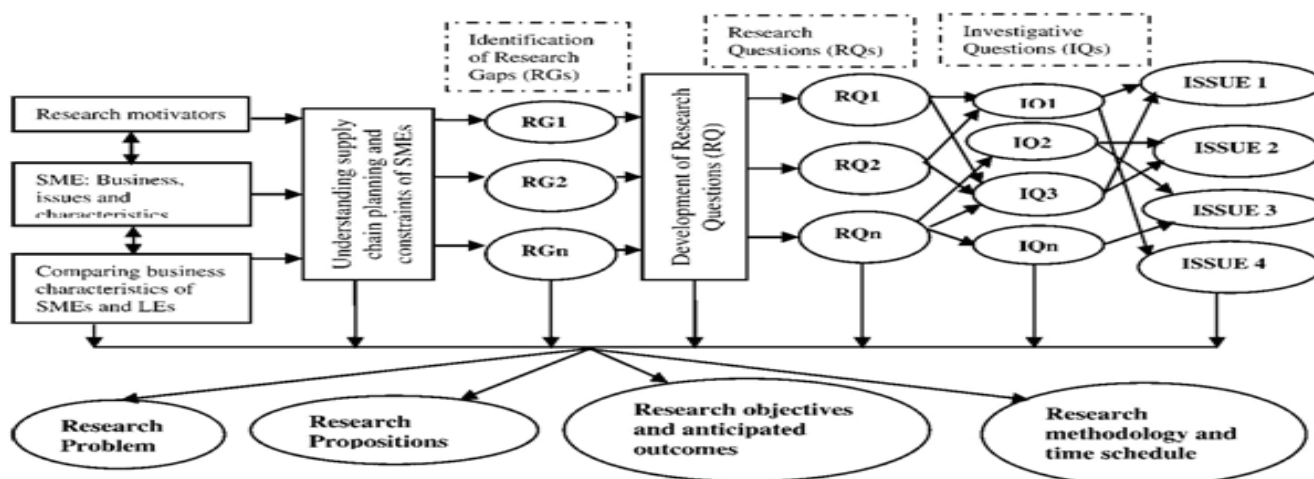 Identification
of Research
Gaps (RGs)
Research
Questions (RQs)
Investigative
Questions (IQs)
Research motivators
SME: Business,
issues and
characteristics
Comparing business
characteristics of
SMEs and LEs
Understanding supply
chain planning and
constraints of SMEs
RG1
RG2
RGn
Development of Research
Questions (RQ)
RQ1
RQ2
RQn
IQ1
IQ2
IQ3
IQn
ISSUE 1
ISSUE 2
ISSUE 3
ISSUE 4
Research
Problem
Research
Propositions
Research objectives
and anticipated
outcomes
Research
methodology and
time schedule